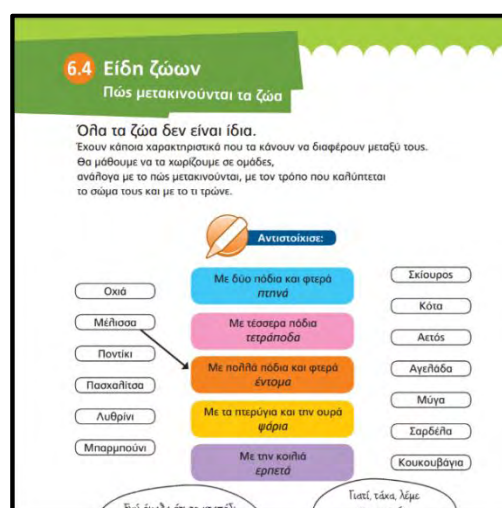 6.4 Είδη ζώων
Πώς μετακινούνται τα ζώα
Όλα τα ζώα δεν είναι ίδια.
Έχουν κάποια χαρακτηριστικά που τα κάνουν να διαφέρουν μεταξύ τους.
Θα μάθουμε να τα χωρίζουμε σε ομάδες,
ανάλογα με το πώς μετακινούνται, με τον τρόπο που καλύπτεται
το σώμα τους και με το τι τρώνε.
Αντιστοίχισε:
Οχιά
Μέλισσα
Ποντίκι
Πασχαλίτσα
Λυθρίνι
Μπαρμπούνι
Με δύο πόδια και φτερά
πτηνά
Με τέσσερα πόδια
τετράποδα
Με πολλά πόδια και φτερά
έντομα
Με τα πτερύγια και την ουρά
ψάρια
Με την κοιλιά
ερπετά
Σκίουρος
Κότα
Αετός
Αγελάδα
Μύγα
Σαρδέλα
Κουκουβάγια
Γιατί, τάχα, λέμε